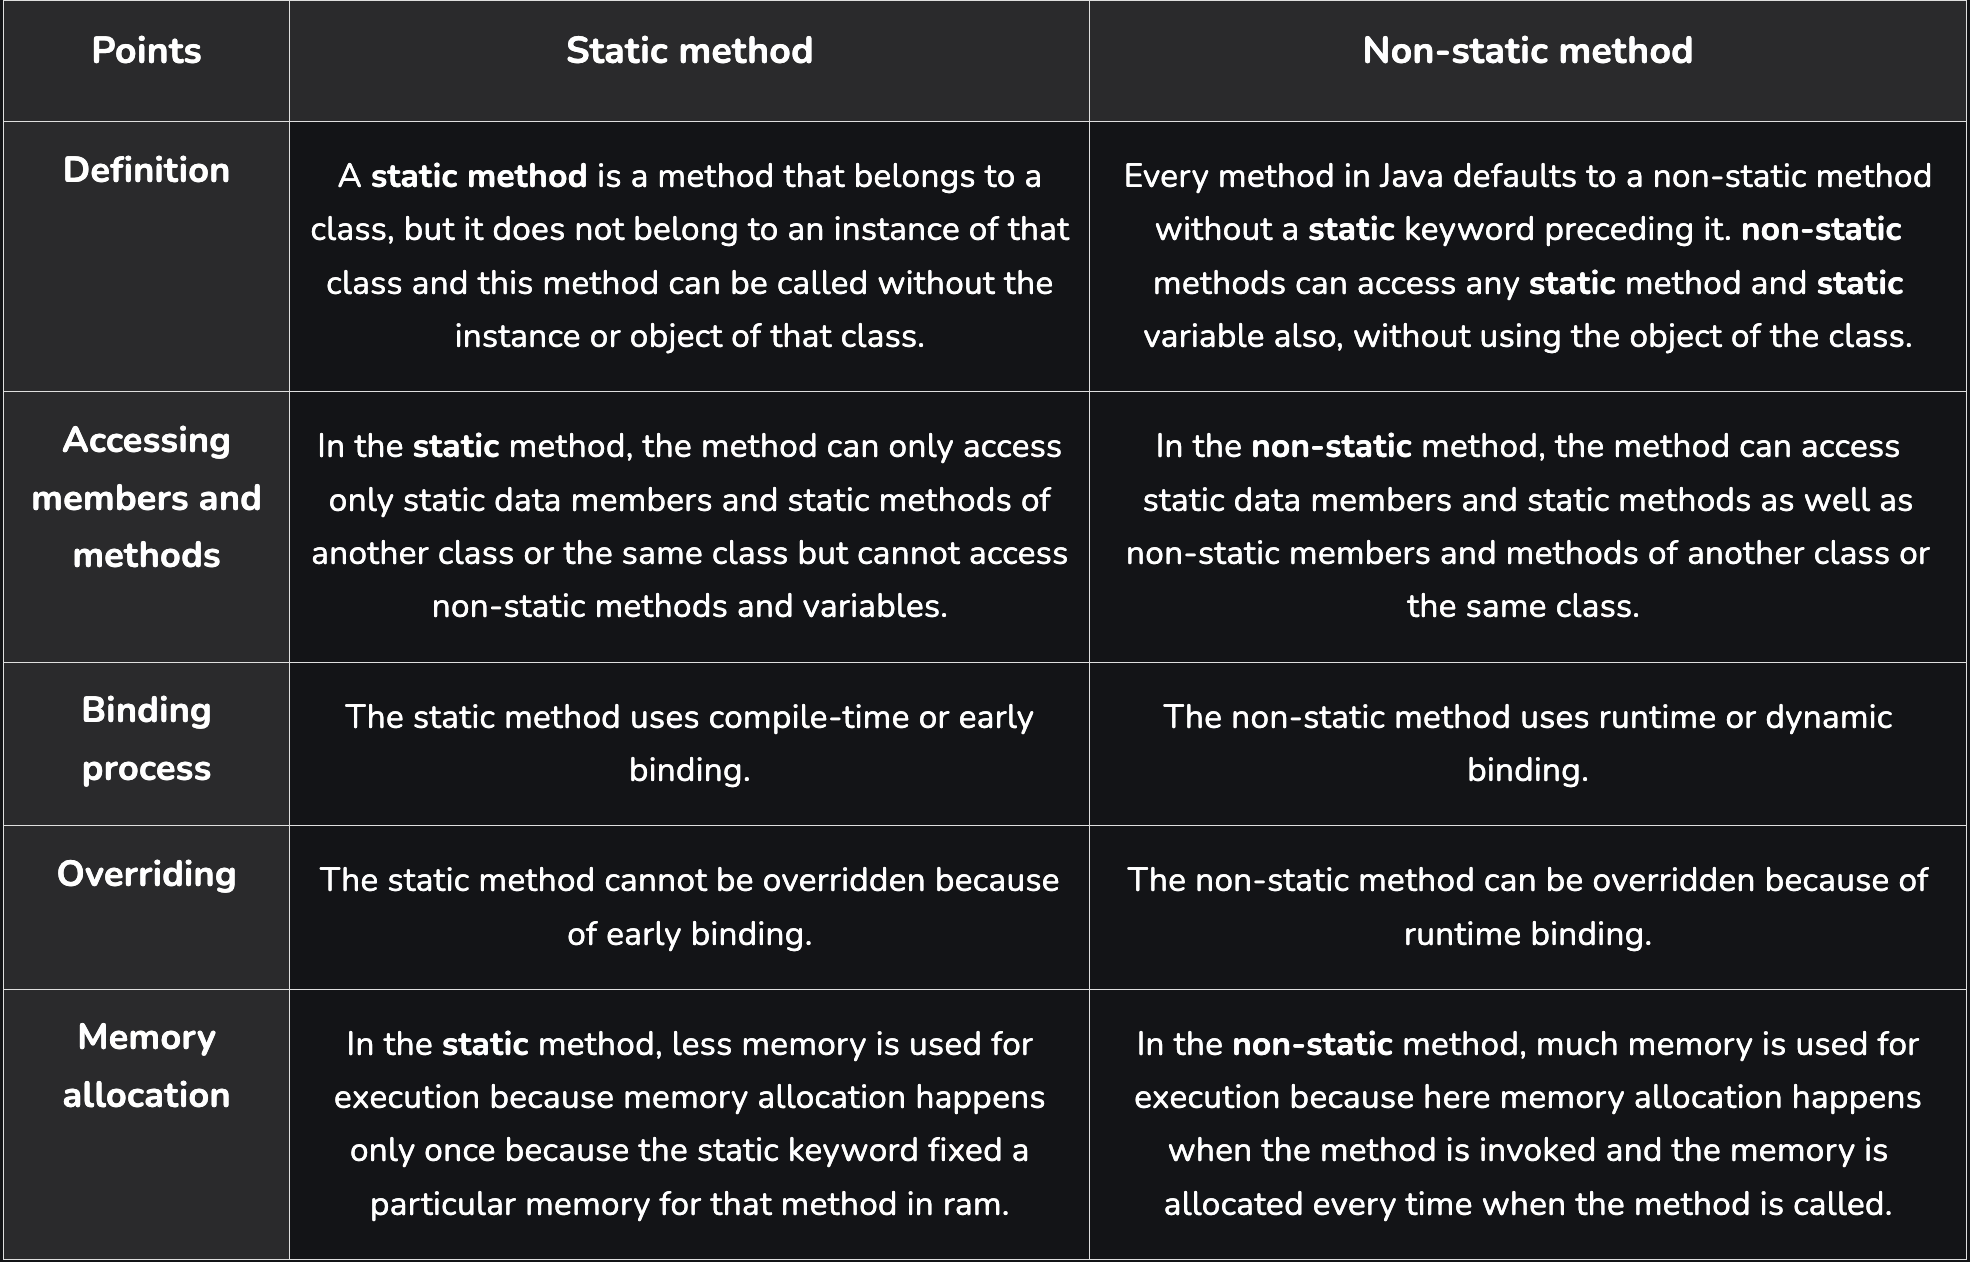 Points
Static method
Non-static method
Definition
A static method is a method that belongs to a
class, but it does not belong to an instance of that
class and this method can be called without the
instance or object of that class.
Every method in Java defaults to a non-static method
without a static keyword preceding it. non-static
methods can access any static method and static
variable also, without using the object of the class.
Accessing
members and
methods
In the static method, the method can only access
only static data members and static methods of
another class or the same class but cannot access
non-static methods and variables.
In the non-static method, the method can access
static data members and static methods as well as
non-static members and methods of another class or
the same class.
Binding
process
The static method uses compile-time or early
binding.
The non-static method uses runtime or dynamic
binding.
Overriding
The static method cannot be overridden because
of early binding.
The non-static method can be overridden because of
runtime binding.
Memory
allocation
In the static method, less memory is used for
execution because memory allocation happens
only once because the static keyword fixed a
particular memory for that method in ram.
In the non-static method, much memory is used for
execution because here memory allocation happens
when the method is invoked and the memory is
allocated every time when the method is called.